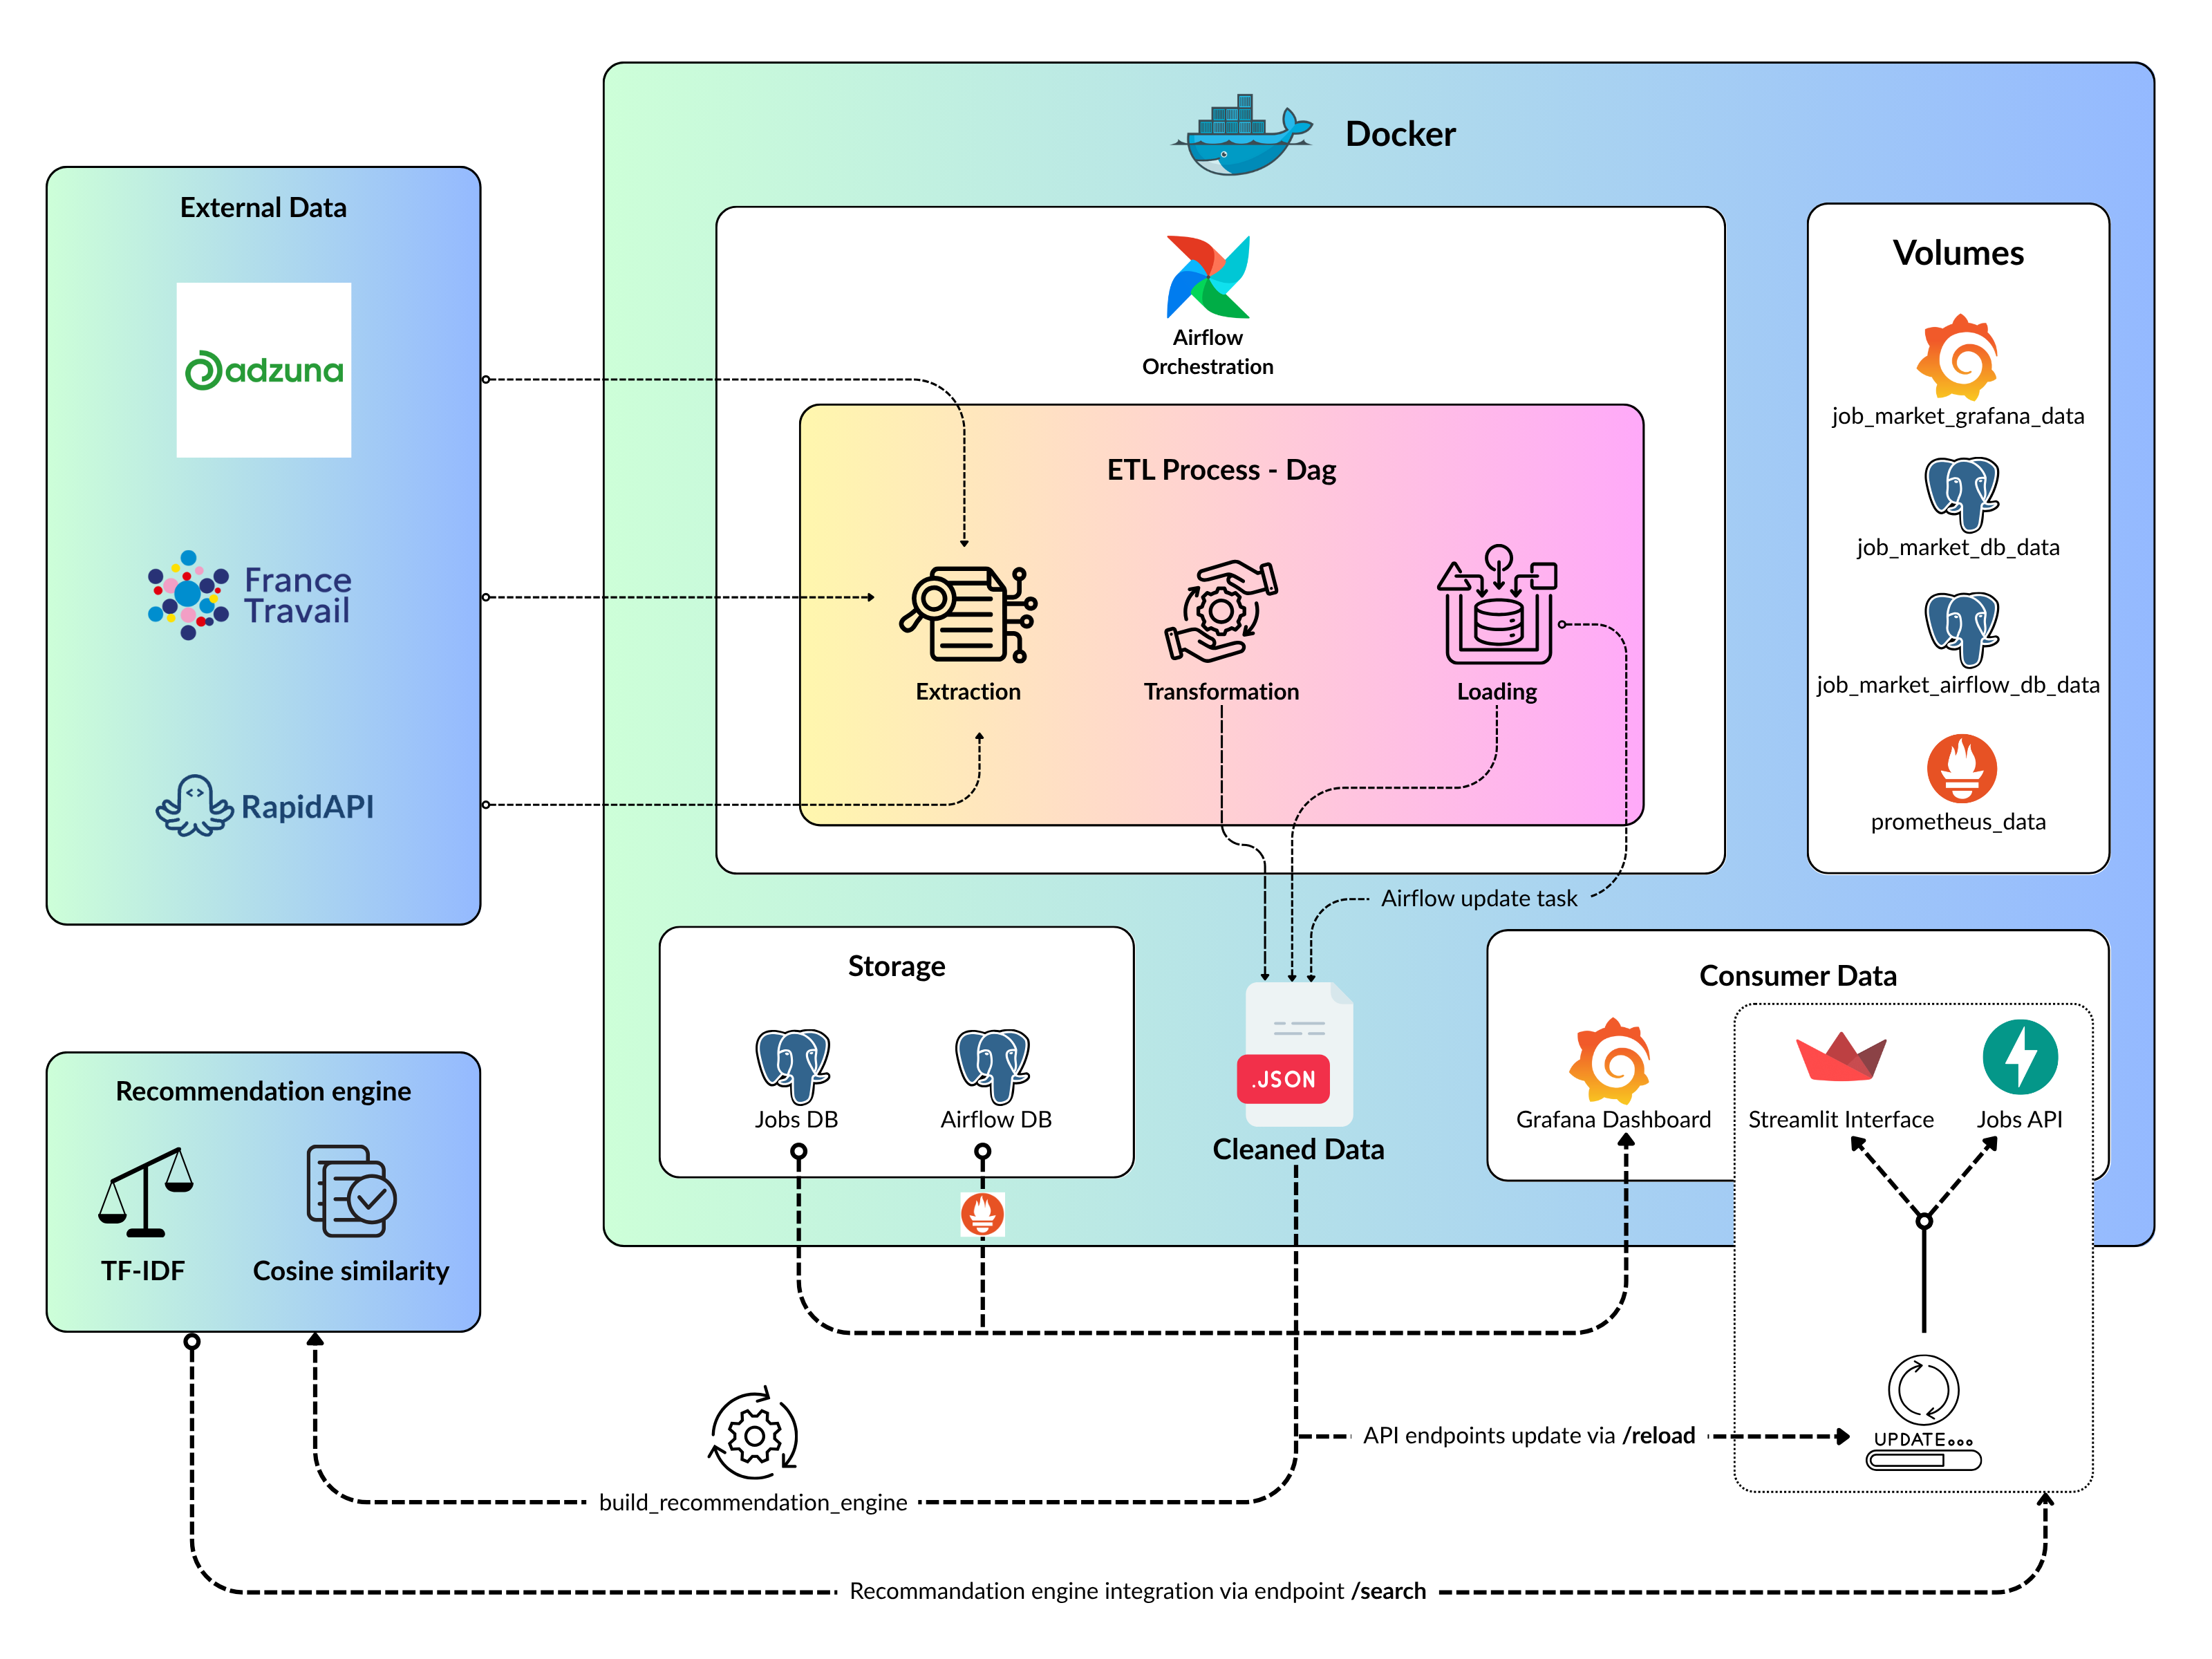 Docker
External Data
adzuna
France
Travail
RapidAPI
Airflow
Orchestration
ETL Process - Dag
Extraction
Transformation
Loading
Airflow update task
Volumes
job_market_grafana_data
job_market_db_data
job_market_airflow_db_data
prometheus_data
Storage
Jobs DB
Airflow DB
.JSON
Cleaned Data
Consumer Data
Grafana Dashboard
Streamlit Interface
Jobs API
Recommendation engine
TF-IDF
Cosine similarity
API endpoints update via /reload
UPDATE
build_recommendation_engine
Recommandation engine integration via endpoint /search